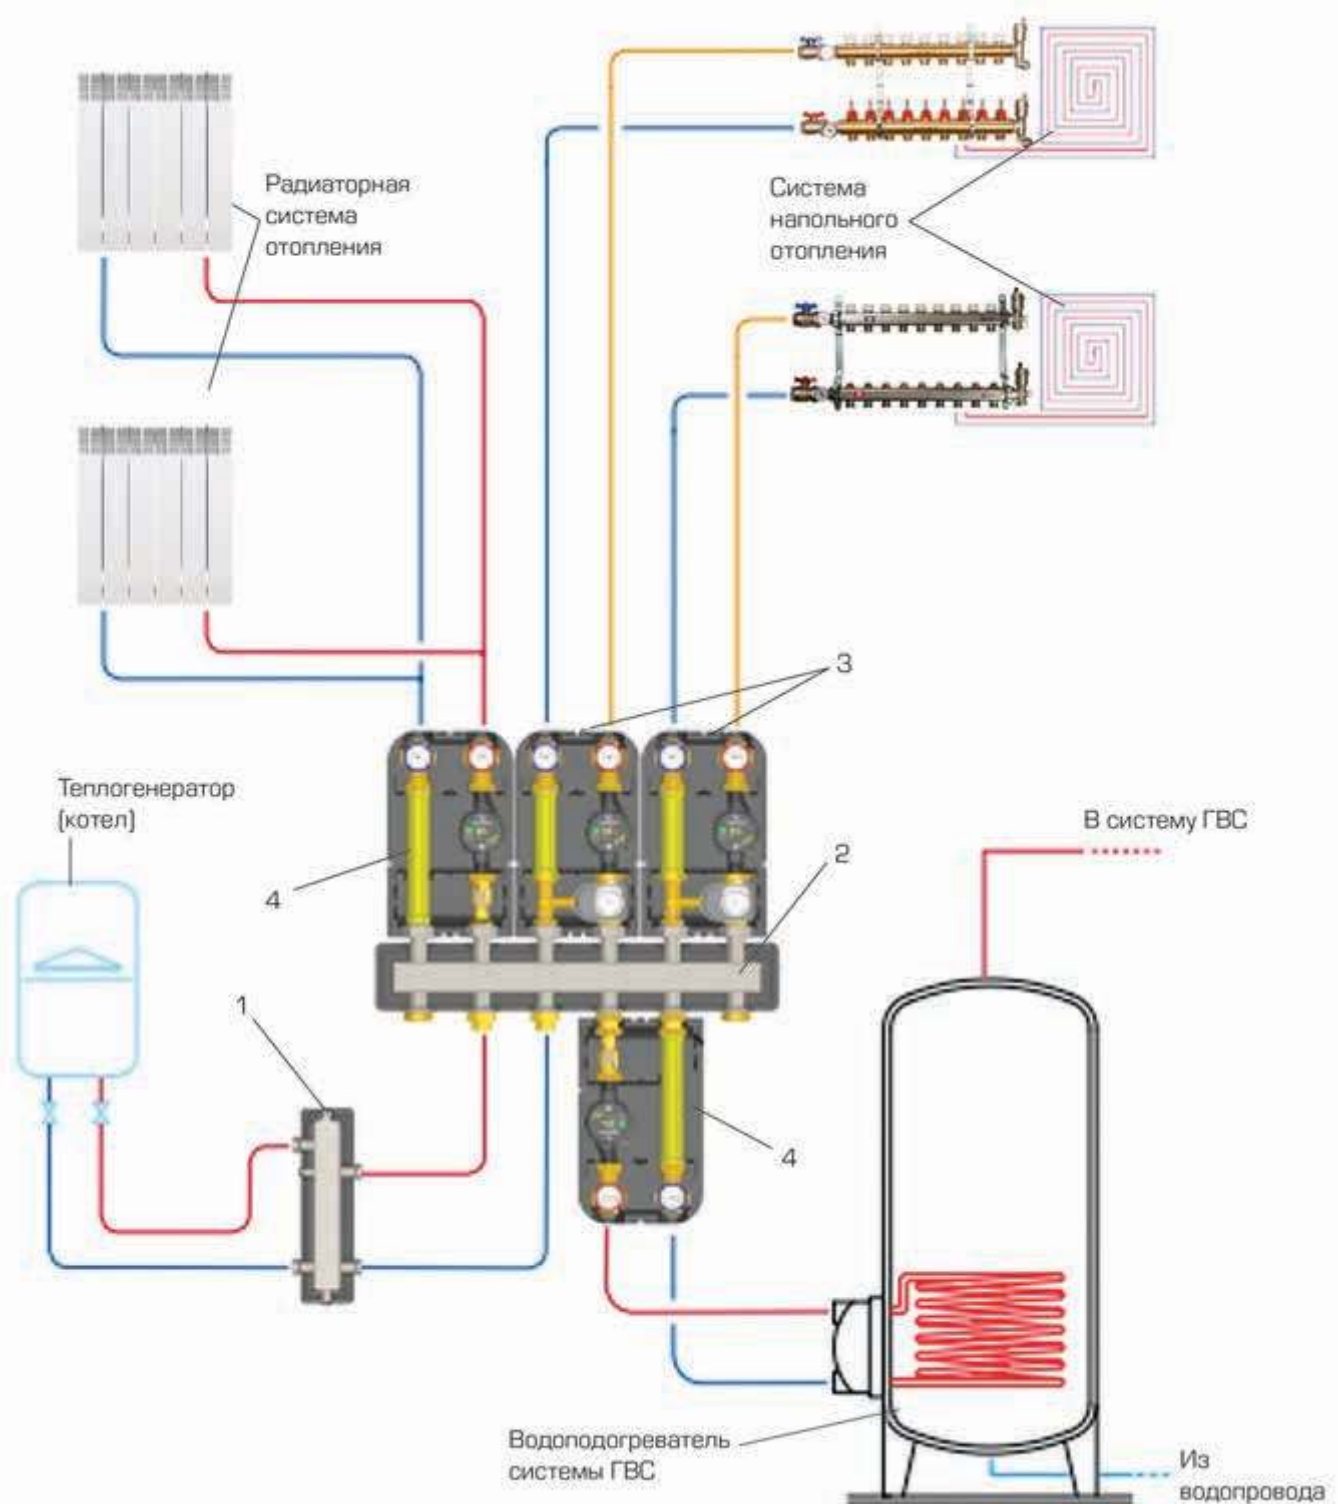 Радиаторная
система
отопления
Система
напольного
отопления
3
Теплогенератор
(котел)
4
2
В систему ГВС
1
4
Водоподогреватель
системы ГВС
Из
водопровода